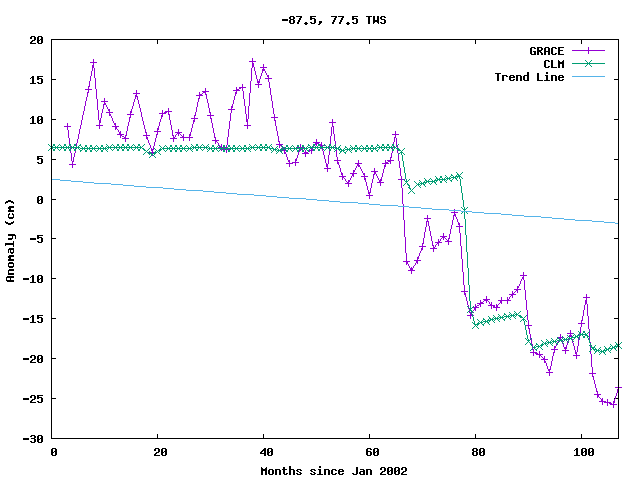 -87.5, 77.5 TWS
GRACE
CLM
Trend Line
20
15
10
5
0
-5
-10
-15
-20
-25
-30
Anomaly (cm)
0 20 40 60 80 100
Months since Jan 2002